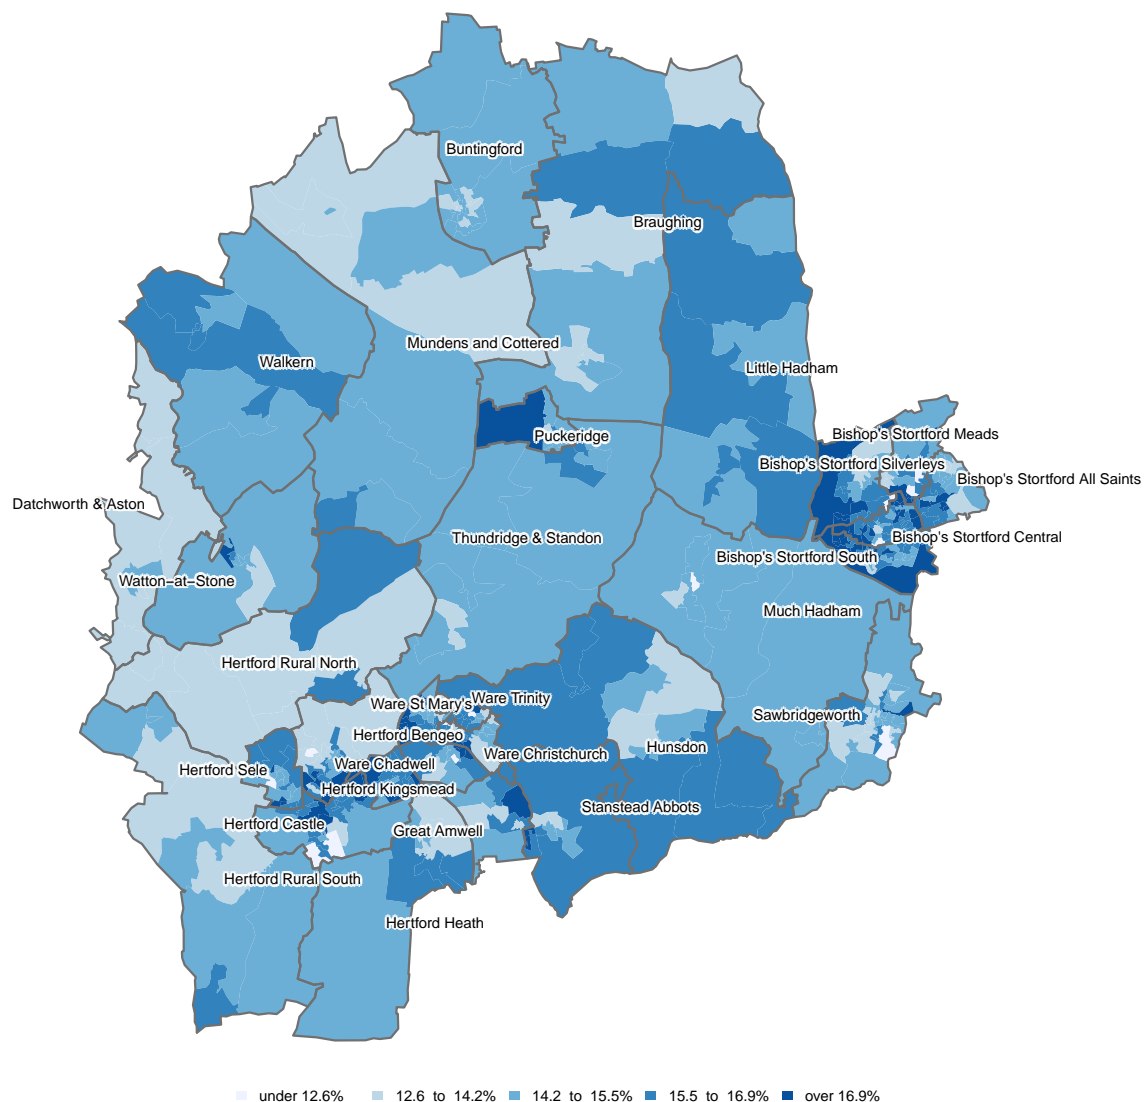 Buntingford
Braughing
Mundens and Cottered
Walkern
Little Hadham
Puckeridge
Bishop's Stortford Meads
Bishop's Stortford Silverleys
Bishop's Stortford All Saints
Datchworth & Aston
Thundridge & Standon
Bishop's Stortford Central
Bishop's Stortford South
Watton−at−Stone
Much Hadham
Hertford Rural North
Ware St Mary's
Ware Trinity
Sawbridgeworth
Hertford Bengeo
Hunsdon
Ware Christchurch
Ware Chadwell
Hertford Sele
Hertford Kingsmead
Stanstead Abbots
Hertford Castle
Great Amwell
Hertford Rural South
Hertford Heath
under 12.6% 12.6 to 14.2% 14.2 to 15.5% 15.5 to 16.9% over 16.9%